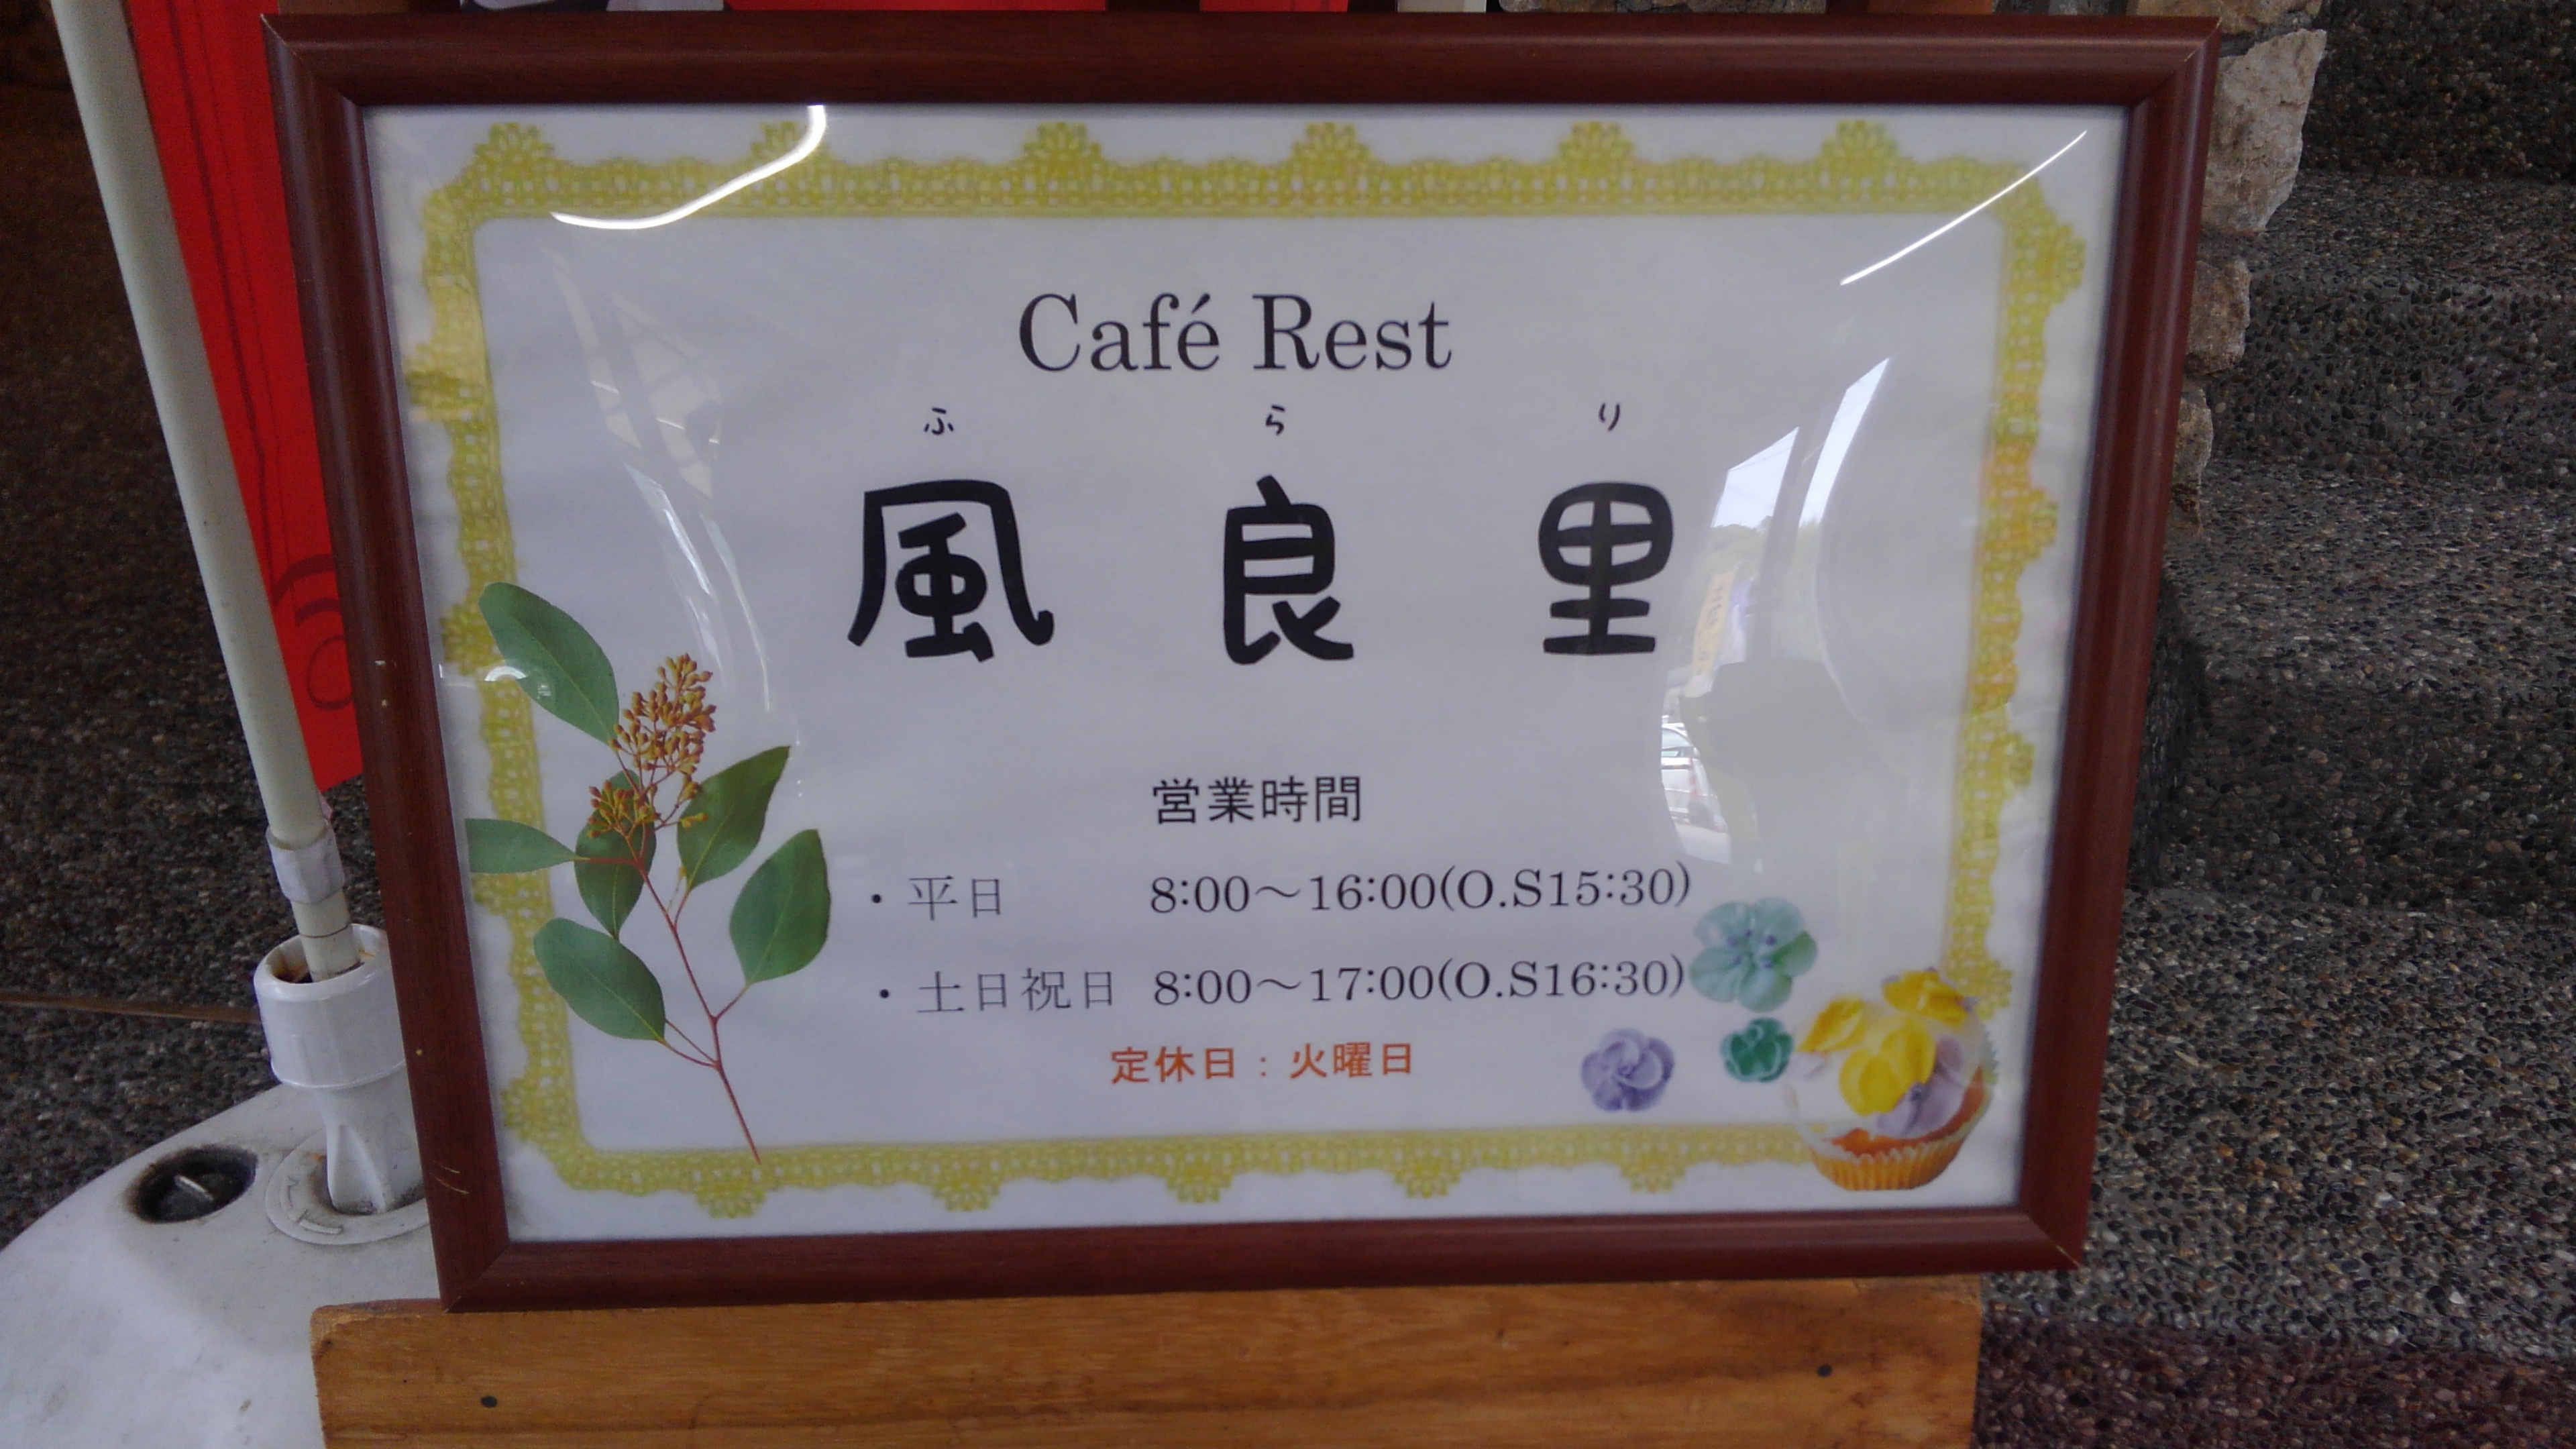 Café Rest
ふ ら り
風 良 里
営業時間
・平日 8:00～16:00(O.S15:30)
・土日祝日 8:00～17:00(O.S16:30)
定休日：火曜日